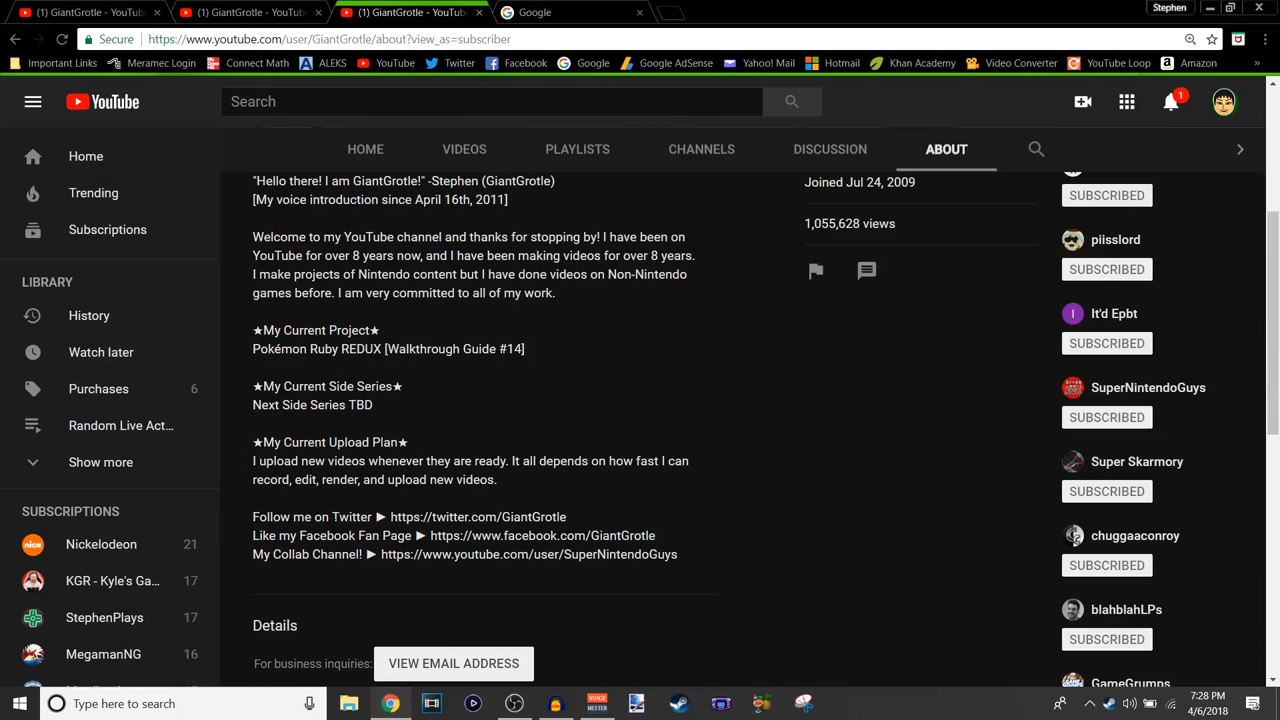 (1) GiantGrotle - YouTub
(1) GiantGrotle - YouTub
(1) GiantGrotle - YouTub
Google
Stephen
Secure
https://www.youtube.com/user/GiantGrotle/about?view_as=subscriber
Important Links
Meramec Login
Connect Math
ALEKS
YouTube
Twitter
Facebook
Google
Google AdSense
Yahoo! Mail
Hotmail
Khan Academy
Video Converter
YouTube Loop
Amazon
YouTube
Search
1
HOME
VIDEOS
PLAYLISTS
CHANNELS
DISCUSSION
ABOUT
Home
Trending
Subscriptions
LIBRARY
History
Watch later
Purchases 6
Random Live Act...
Show more
SUBSCRIPTIONS
Nickelodeon 21
KGR - Kyle's Ga... 17
StephenPlays 17
MegamanNG 16
"Hello there! I am GiantGrotle!" -Stephen (GiantGrotle)
[My voice introduction since April 16th, 2011]
Welcome to my YouTube channel and thanks for stopping by! I have been on
YouTube for over 8 years now, and I have been making videos for over 8 years.
I make projects of Nintendo content but I have done videos on Non-Nintendo
games before. I am very committed to all of my work.
★My Current Project★
Pokémon Ruby REDUX [Walkthrough Guide #14]
★My Current Side Series★
Next Side Series TBD
★My Current Upload Plan★
I upload new videos whenever they are ready. It all depends on how fast I can
record, edit, render, and upload new videos.
Follow me on Twitter ► https://twitter.com/GiantGrotle
Like my Facebook Fan Page ► https://www.facebook.com/GiantGrotle
My Collab Channel! ► https://www.youtube.com/user/SuperNintendoGuys
Details
For business inquiries: VIEW EMAIL ADDRESS
Joined Jul 24, 2009
1,055,628 views
SUBSCRIBED
piisslord
SUBSCRIBED
I
It'd Epbt
SUBSCRIBED
SuperNintendoGuys
SUBSCRIBED
Super Skarmory
SUBSCRIBED
chuggaaconroy
SUBSCRIBED
blahblahLPs
SUBSCRIBED
GameGrumps
Type here to search
VOICE
MEETER
7:28 PM
4/6/2018